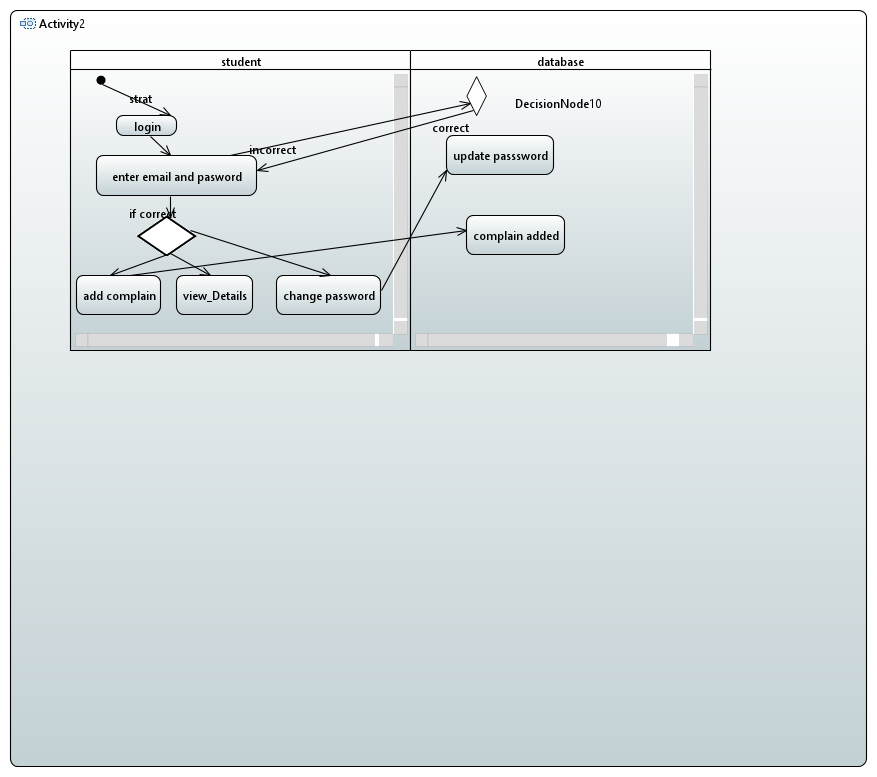 Activity2
student
database
strat
DecisionNode10
login
correct
incorrect
update passsword
enter email and pasword
if correct
complain added
add complain
view_Details
change password